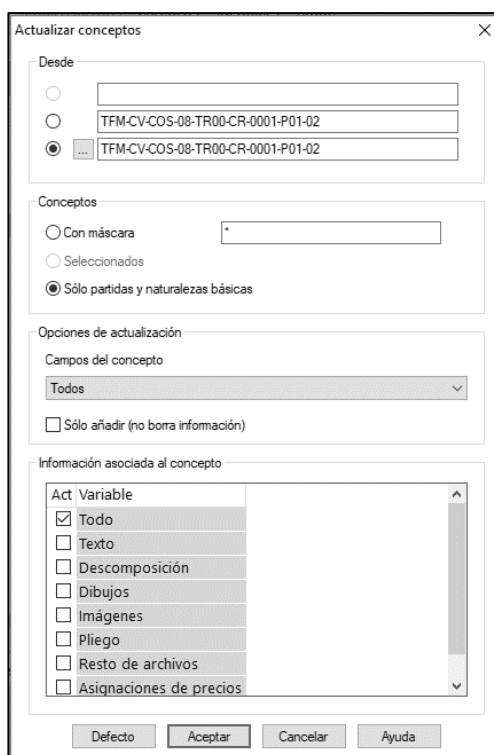 Actualizar conceptos
Desde
TFM-CV-COS-08-TR00-CR-0001-P01-02
... TFM-CV-COS-08-TR00-CR-0001-P01-02
Conceptos
Con máscara *
Seleccionados
Sólo partidas y naturalezas básicas
Opciones de actualización
Campos del concepto
Todos
Sólo añadir (no borra información)
Información asociada al concepto
Act Variable
Todo
Texto
Descomposición
Dibujos
Imágenes
Pliego
Resto de archivos
Asignaciones de precios
Defecto Aceptar Cancelar Ayuda